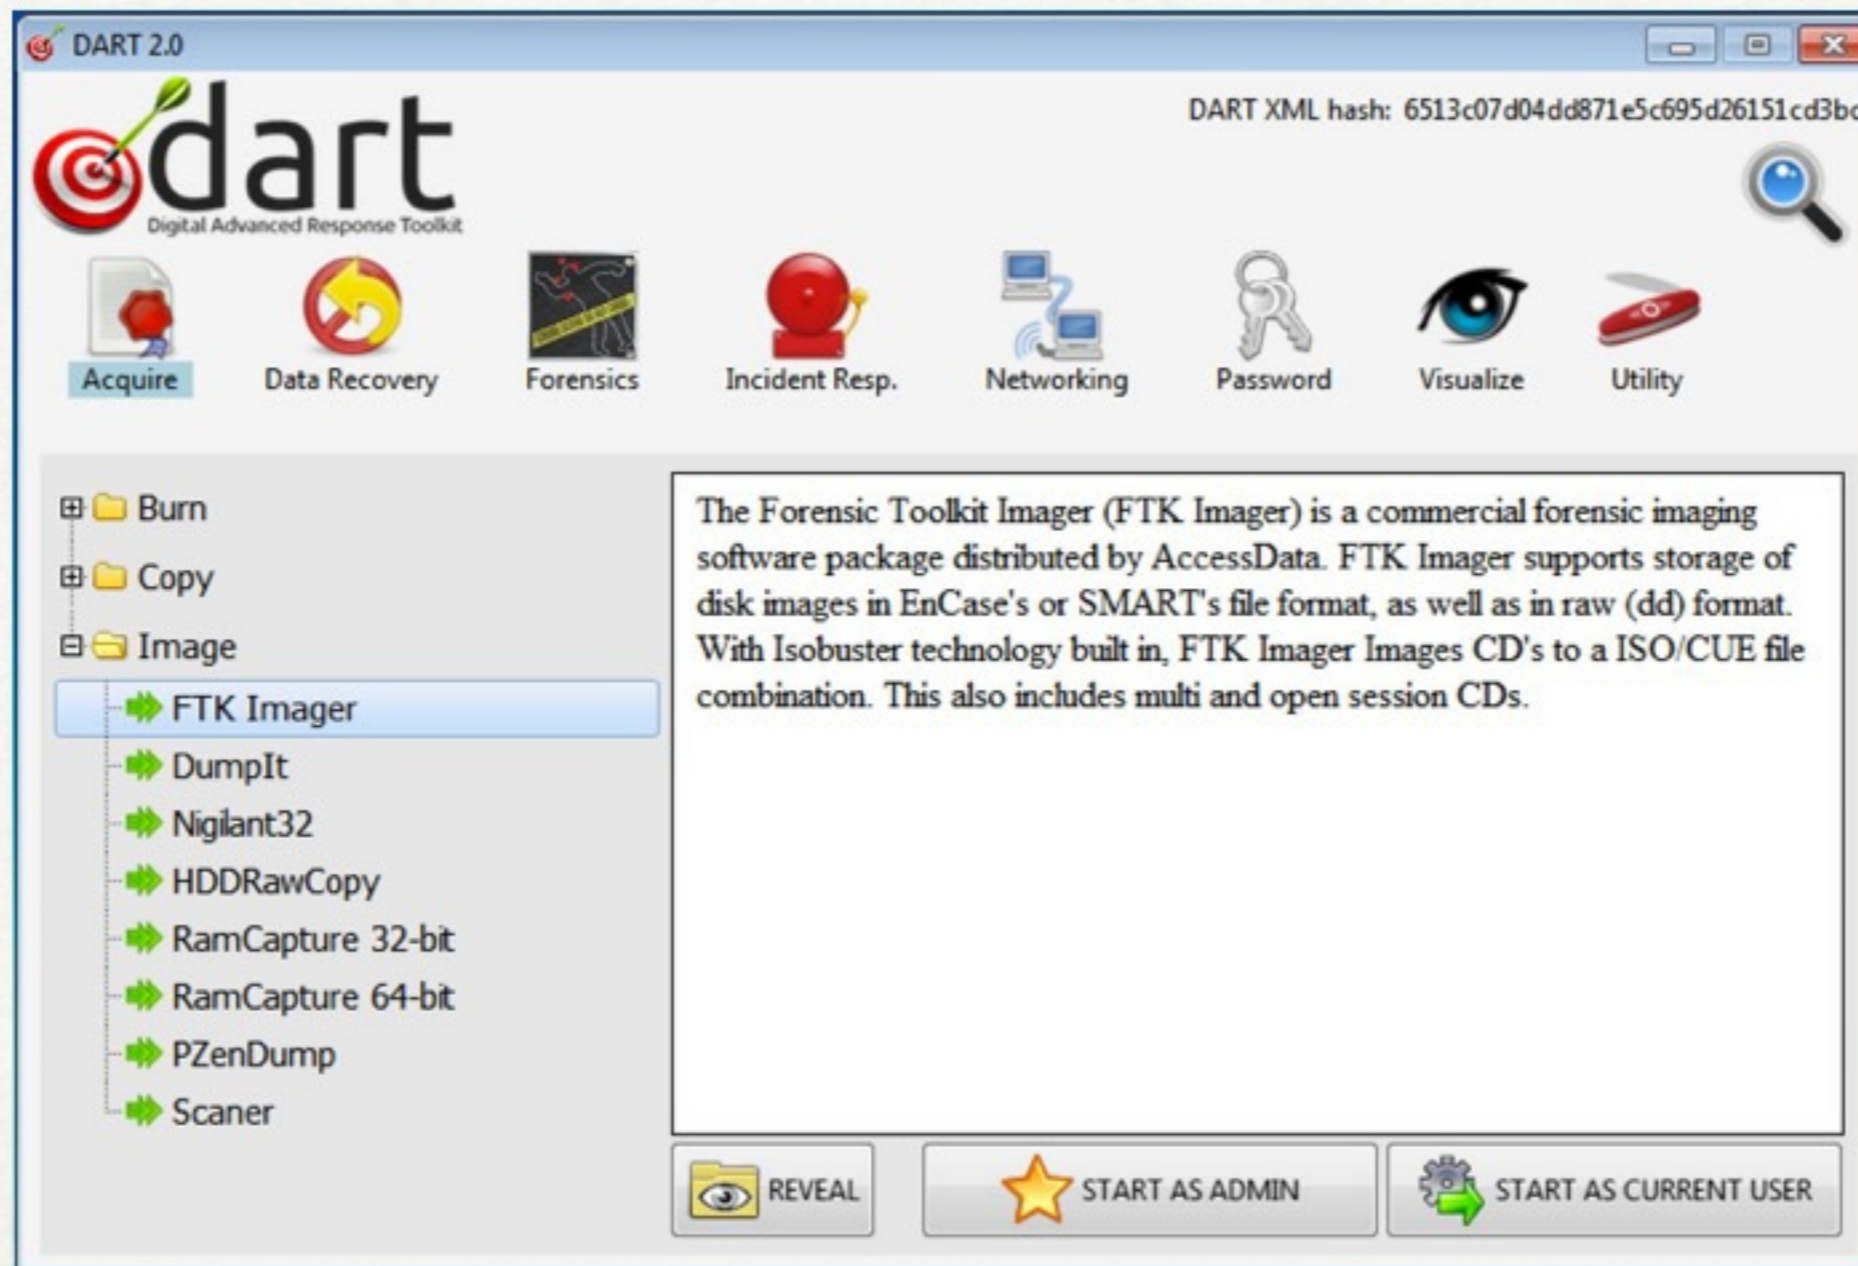 DART 2.0
DART XML hash: 6513c07d04dd871e5c695d26151cd3bc
dart
Digital Advanced Response Toolkit
Acquire
Data Recovery
Forensics
Incident Resp.
Networking
Password
Visualize
Utility
Burn
Copy
Image
FTK Imager
DumpIt
Nigilant32
HDDRawCopy
RamCapture 32-bit
RamCapture 64-bit
PZenDump
Scaner
The Forensic Toolkit Imager (FTK Imager) is a commercial forensic imaging
software package distributed by AccessData. FTK Imager supports storage of
disk images in EnCase's or SMART's file format, as well as in raw (dd) format.
With Isobuster technology built in, FTK Imager Images CD's to a ISO/CUE file
combination. This also includes multi and open session CDs.
REVEAL
START AS ADMIN
START AS CURRENT USER